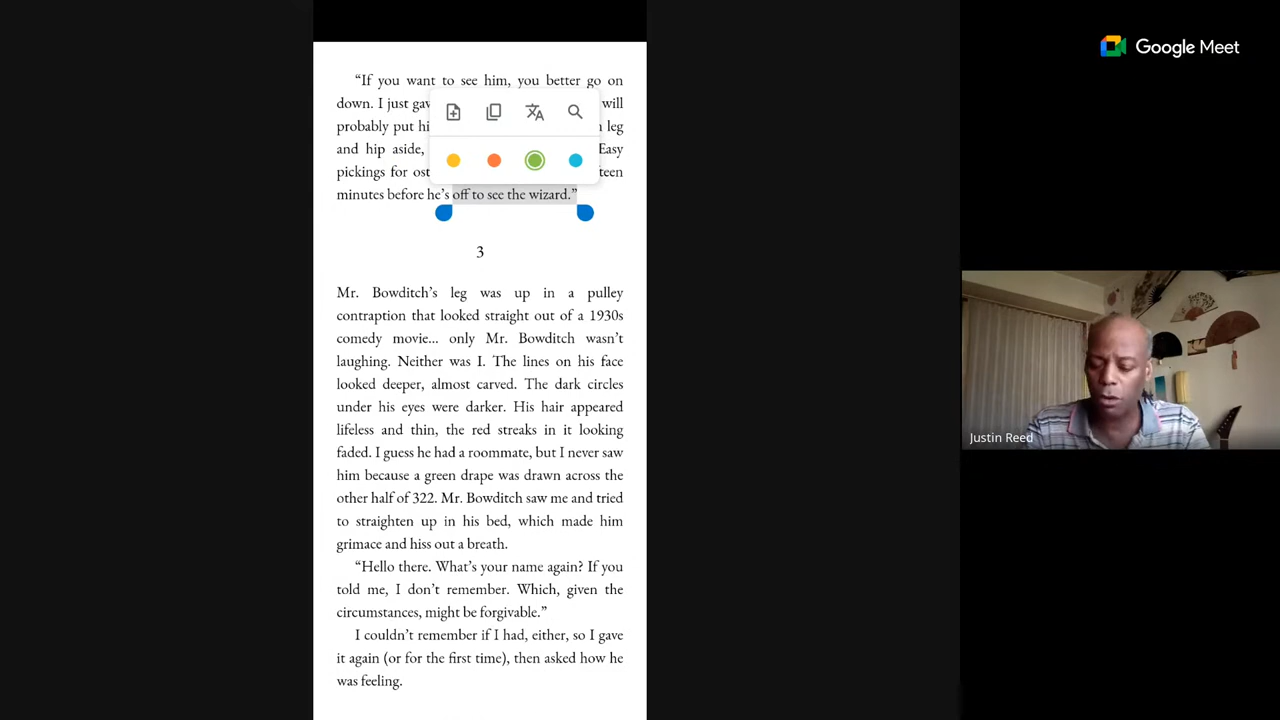 “If you want to see him, you better go on
down. I just gav will
probably put hi leg
and hip aside, Easy
pickings for ost teen
minutes before he’s off to see the wizard.”
3
Mr. Bowditch’s leg was up in a pulley
contraption that looked straight out of a 1930s
comedy movie... only Mr. Bowditch wasn’t
laughing. Neither was I. The lines on his face
looked deeper, almost carved. The dark circles
under his eyes were darker. His hair appeared
lifeless and thin, the red streaks in it looking
faded. I guess he had a roommate, but I never saw
him because a green drape was drawn across the
other half of 322. Mr. Bowditch saw me and tried
to straighten up in his bed, which made him
grimace and hiss out a breath.
“Hello there. What’s your name again? If you
told me, I don’t remember. Which, given the
circumstances, might be forgivable.”
I couldn’t remember if I had, either, so I gave
it again (or for the first time), then asked how he
was feeling.
Google Meet
Justin Reed